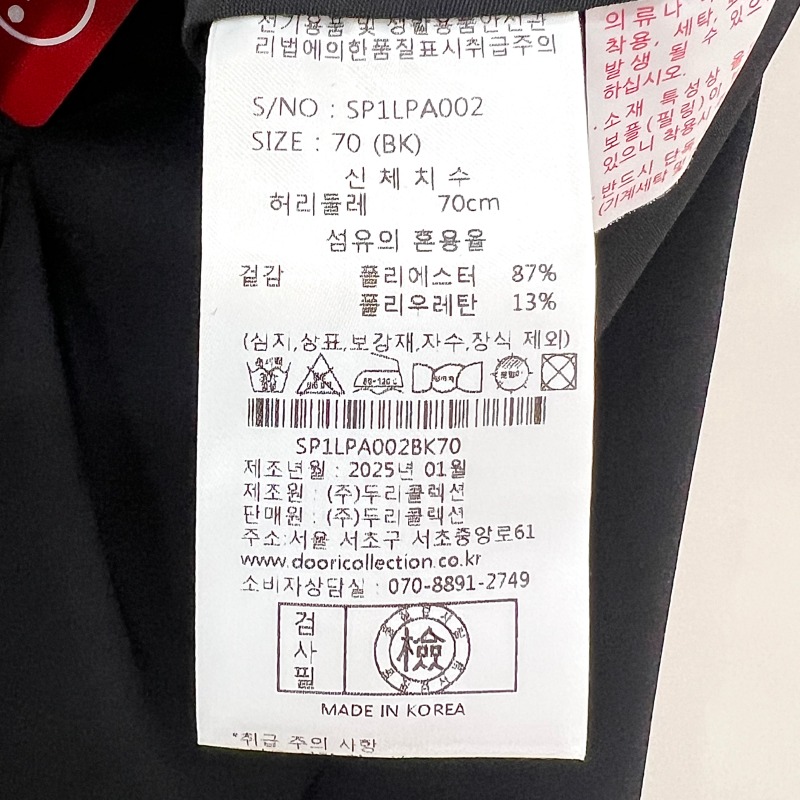 전기용품 및 생활용품안전관
리법에의한품질표시취급주의
S/NO : SP1LPA002
SIZE : 70 (BK)
신 체 치 수
허리둘레 70cm
섬유의 혼용율
겉감 폴리에스터 87%
폴리우레탄 13%
(심지,상표,보강재,자수,장식 제외)
80~120℃
SP1LPA002BK70
제조년월 : 2025년 01월
제조원 : (주)두리콜렉션
판매원 : (주)두리콜렉션
주소:서울 서초구 서초중앙로61
www.dooricollection.co.kr
소비자상담실 : 070-8891-2749
검사필
檢
MADE IN KOREA
*취급 주의 사항
의류나
착용, 세탁,
발생 될 수 있으
하십시오.
.소재 특성상 올
보풀(필링)이
있으니 착용시
.반드시 단독
(기계세탁 및